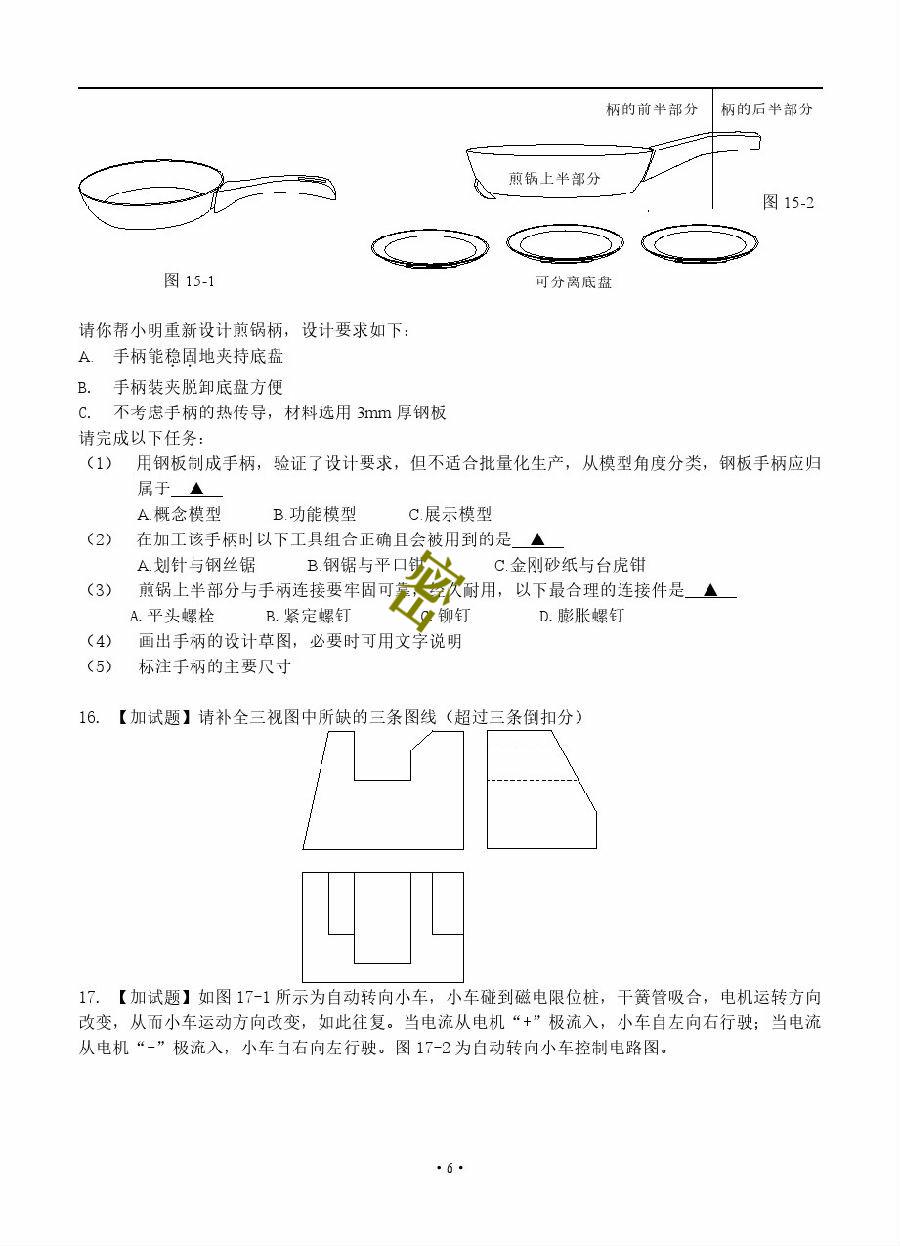 柄的前半部分 柄的后半部分
煎锅上半部分
图 15-2
图 15-1
可分离底盘
请你帮小明重新设计煎锅柄，设计要求如下：
A. 手柄能稳固地夹持底盘
B. 手柄装夹脱卸底盘方便
C. 不考虑手柄的热传导，材料选用 3mm 厚钢板
请完成以下任务：
（1） 用钢板制成手柄，验证了设计要求，但不适合批量化生产，从模型角度分类，钢板手柄应归
属于 ▲
A.概念模型 B.功能模型 C.展示模型
（2） 在加工该手柄时以下工具组合正确且会被用到的是 ▲
A.划针与钢丝锯 B.钢锯与平口钳 C.金刚砂纸与台虎钳
（3） 煎锅上半部分与手柄连接要牢固可靠，经久耐用，以下最合理的连接件是 ▲
A. 平头螺栓 B. 紧定螺钉 C. 铆钉 D. 膨胀螺钉
（4） 画出手柄的设计草图，必要时可用文字说明
（5） 标注手柄的主要尺寸
密
16. 【加试题】请补全三视图中所缺的三条图线（超过三条倒扣分）
17. 【加试题】如图 17-1 所示为自动转向小车，小车碰到磁电限位桩，干簧管吸合，电机运转方向
改变，从而小车运动方向改变，如此往复。当电流从电机“+”极流入，小车自左向右行驶；当电流
从电机“-”极流入，小车自右向左行驶。图 17-2 为自动转向小车控制电路图。
· 6 ·